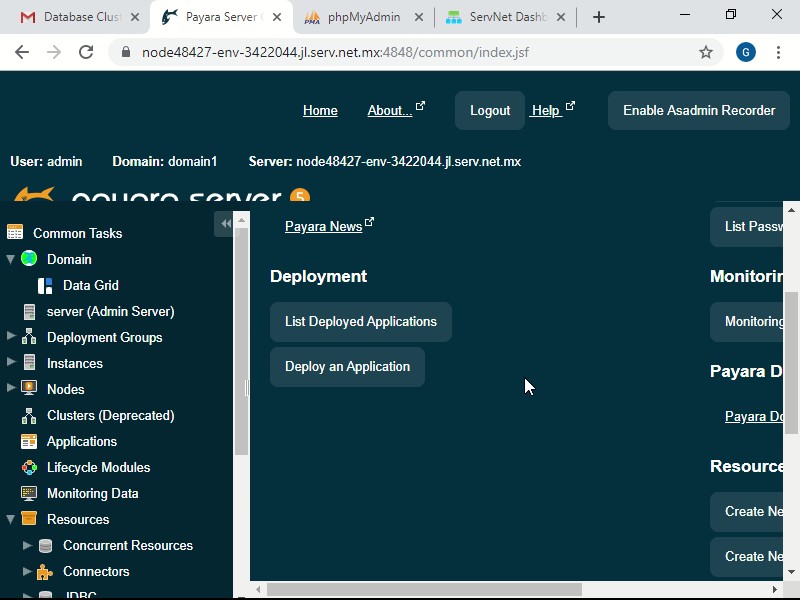 Database Clust
Payara Server
phpMyAdmin
ServNet Dashb
node48427-env-3422044.jl.serv.net.mx:4848/common/index.jsf
G
Home
About...
Logout
Help
Enable Asadmin Recorder
User: admin
Domain: domain1
Server: node48427-env-3422044.jl.serv.net.mx
payara server 5
Common Tasks
Domain
Data Grid
server (Admin Server)
Deployment Groups
Instances
Nodes
Clusters (Deprecated)
Applications
Lifecycle Modules
Monitoring Data
Resources
Concurrent Resources
Connectors
JDBC
Payara News
Deployment
List Deployed Applications
Deploy an Application
List Passw
Monitorin
Monitoring
Payara D
Payara Do
Resource
Create Ne
Create Ne